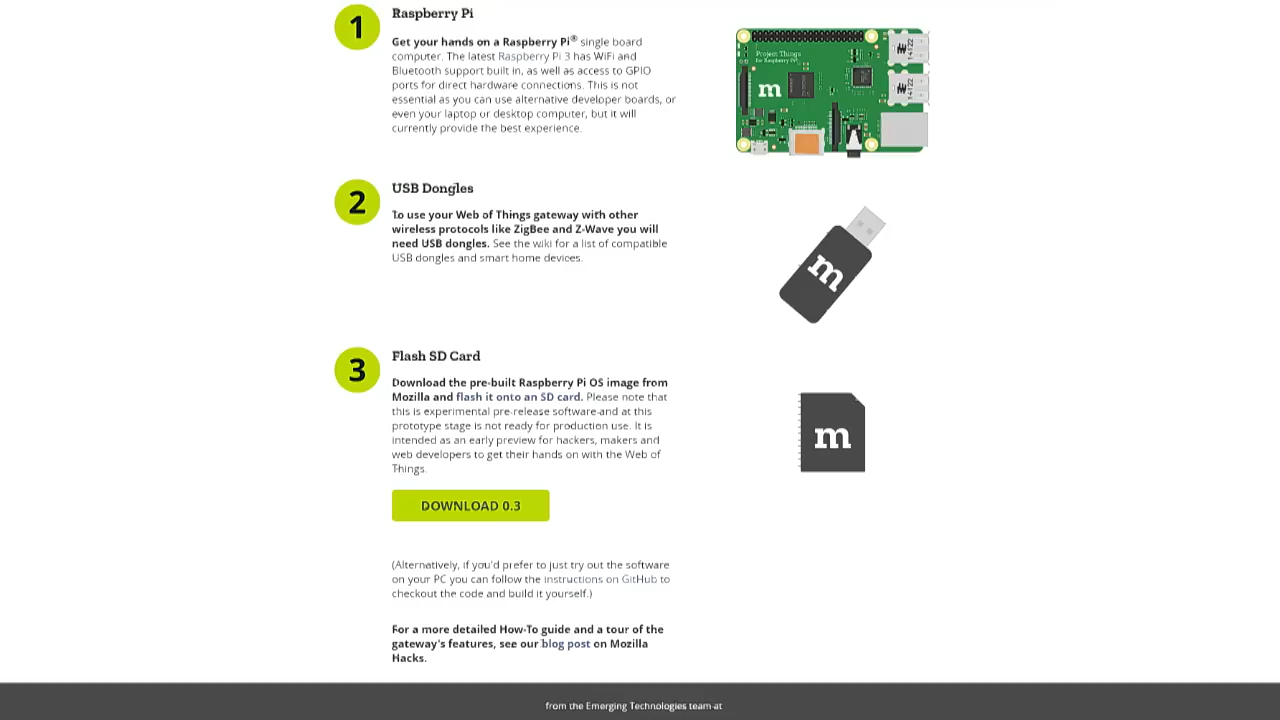 1
Raspberry Pi
Get your hands on a Raspberry Pi® single board
computer. The latest Raspberry Pi 3 has WiFi and
Bluetooth support built in, as well as access to GPIO
ports for direct hardware connections. This is not
essential as you can use alternative developer boards, or
even your laptop or desktop computer, but it will
currently provide the best experience.
Project Things
for Raspberry Pi
m
14122
14122
2
USB Dongles
To use your Web of Things gateway with other
wireless protocols like ZigBee and Z-Wave you will
need USB dongles. See the wiki for a list of compatible
USB dongles and smart home devices.
m
3
Flash SD Card
Download the pre-built Raspberry Pi OS image from
Mozilla and flash it onto an SD card. Please note that
this is experimental pre-release software and at this
prototype stage is not ready for production use. It is
intended as an early preview for hackers, makers and
web developers to get their hands on with the Web of
Things.
m
DOWNLOAD 0.3
(Alternatively, if you'd prefer to just try out the software
on your PC you can follow the instructions on GitHub to
checkout the code and build it yourself.)
For a more detailed How-To guide and a tour of the
gateway's features, see our blog post on Mozilla
Hacks.
from the Emerging Technologies team at